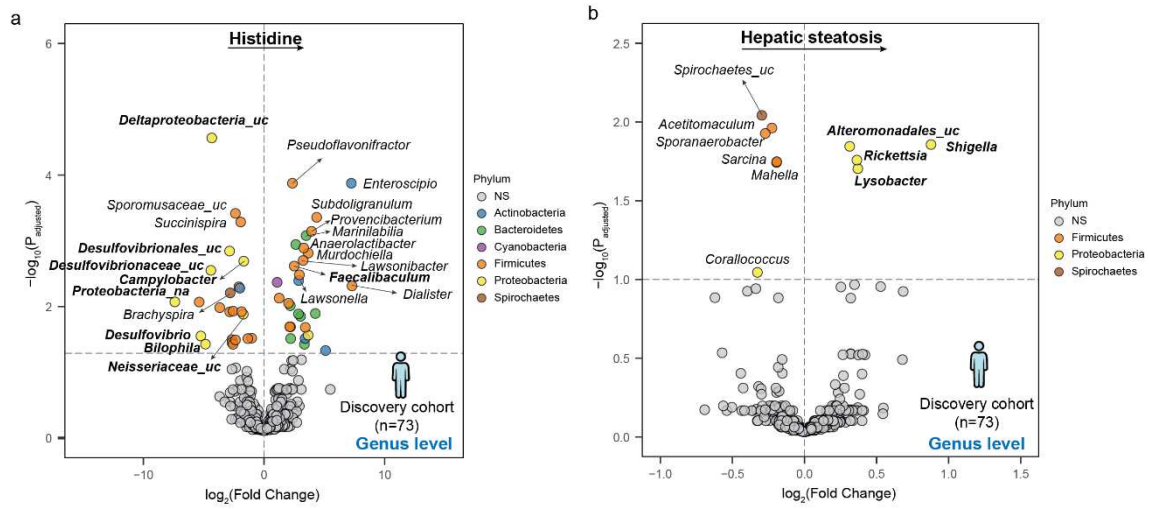 a
Histidine
6
4
2
0
−log10(Padjusted)
Deltaproteobacteria_uc
Pseudoflavonifractor
Enteroscipio
Sporomusaceae_uc
Succinispira
Subdoligranulum
Provencibacterium
Marinilabilia
Anaerolactibacter
Murdochiella
Lawsonibacter
Faecalibaculum
Lawsonella
Dialister
Desulfovibrionales_uc
Desulfovibrionaceae_uc
Campylobacter
Proteobacteria_na
Brachyspira
Desulfovibrio
Bilophila
Neisseriaceae_uc
Discovery cohort
(n=73)
Genus level
−10
0
10
log2(Fold Change)
Phylum
NS
Actinobacteria
Bacteroidetes
Cyanobacteria
Firmicutes
Proteobacteria
Spirochaetes
b
Hepatic steatosis
2.5
2.0
1.5
1.0
0.5
0.0
−log10(Padjusted)
Spirochaetes_uc
Acetitomaculum
Sporanaerobacter
Sarcina
Mahella
Alteromonadales_uc
Shigella
Rickettsia
Lysobacter
Corallococcus
Discovery cohort
(n=73)
Genus level
−1.0
−0.5
0.0
0.5
1.0
1.5
log2(Fold Change)
Phylum
NS
Firmicutes
Proteobacteria
Spirochaetes